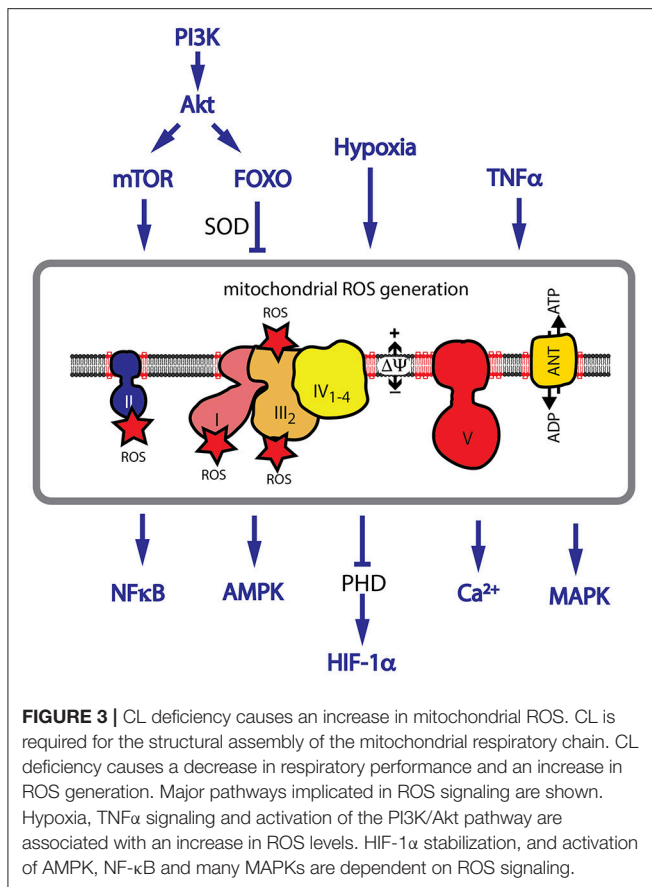 PI3K
Akt
mTOR FOXO Hypoxia TNFα
SOD
mitochondrial ROS generation
ROS
+
ΔΨ
−
ATP
ANT
ADP
II
I
III2
IV1-4
V
ROS
ROS
ROS
NFκB AMPK PHD Ca²⁺ MAPK
HIF-1α
FIGURE 3 | CL deficiency causes an increase in mitochondrial ROS. CL is
required for the structural assembly of the mitochondrial respiratory chain. CL
deficiency causes a decrease in respiratory performance and an increase in
ROS generation. Major pathways implicated in ROS signaling are shown.
Hypoxia, TNFα signaling and activation of the PI3K/Akt pathway are
associated with an increase in ROS levels. HIF-1α stabilization, and activation
of AMPK, NF-κB and many MAPKs are dependent on ROS signaling.